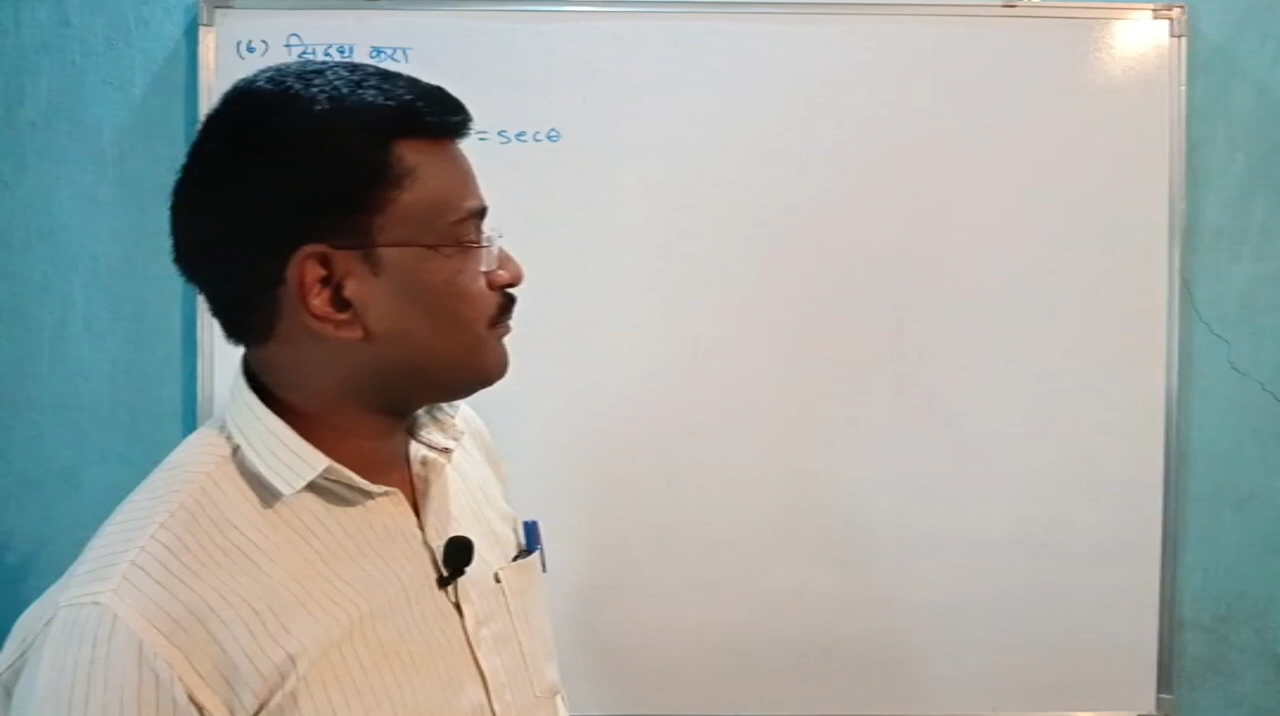 (6) सिद्ध करा
= secθ